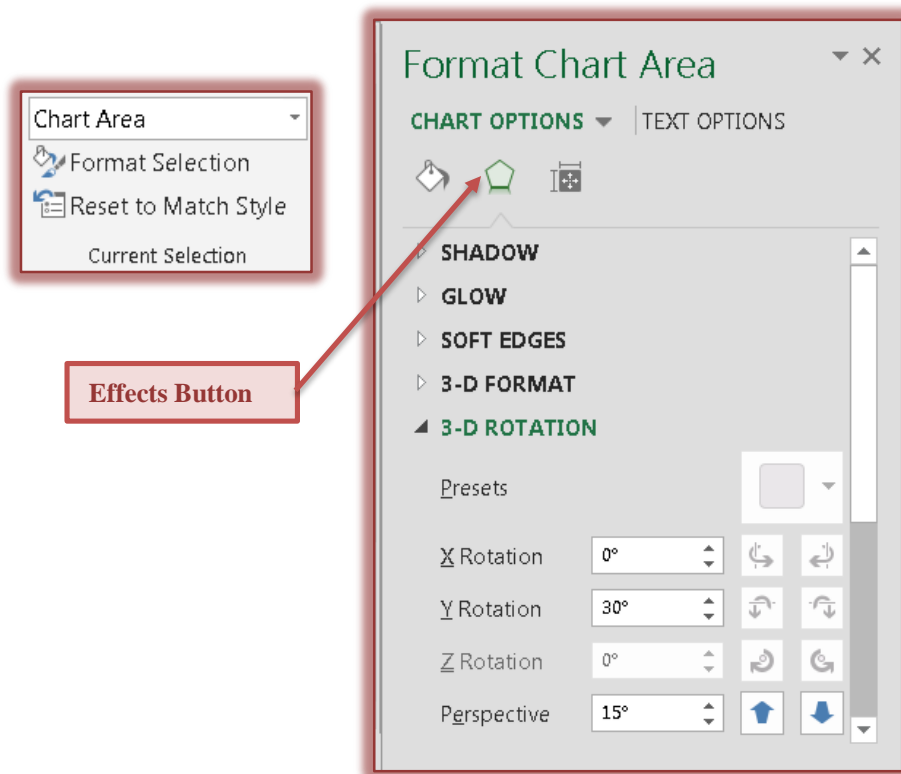 Chart Area
Format Selection
Reset to Match Style
Current Selection
Effects Button
Format Chart Area
CHART OPTIONS TEXT OPTIONS
SHADOW
GLOW
SOFT EDGES
3-D FORMAT
3-D ROTATION
Presets
X Rotation 0°
Y Rotation 30°
Z Rotation 0°
Perspective 15°